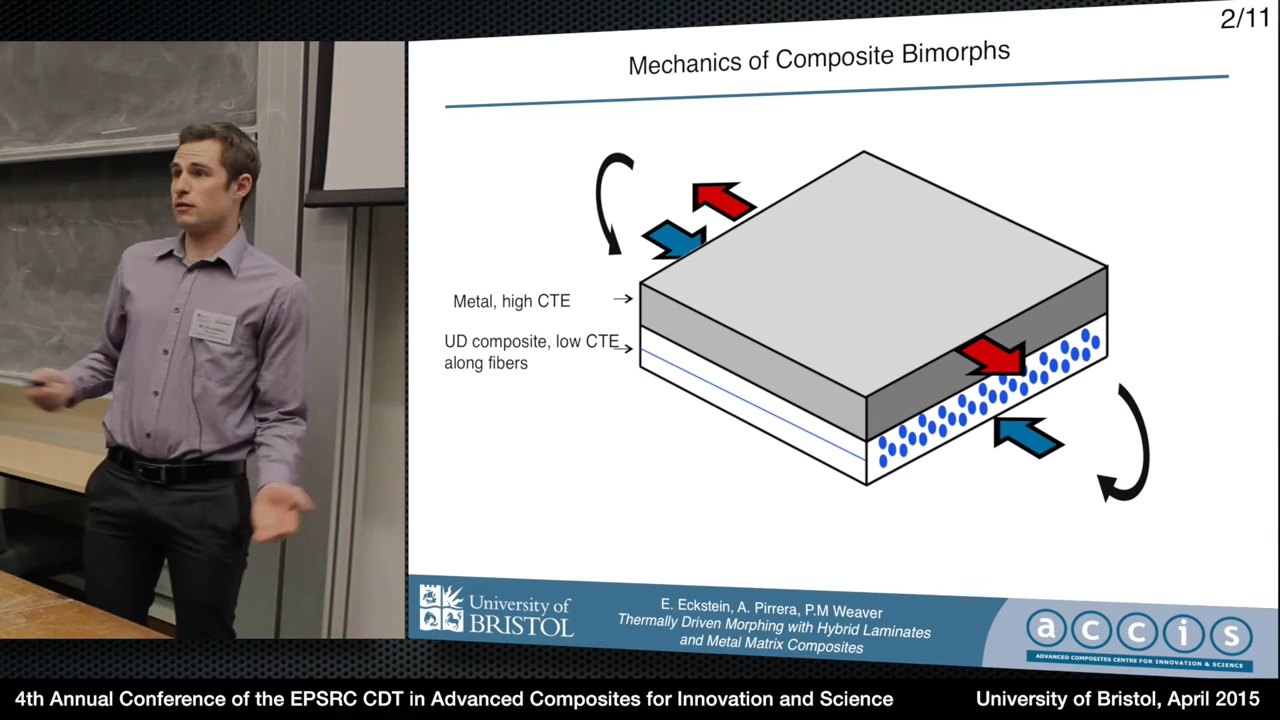 2/11
Mechanics of Composite Bimorphs
Metal, high CTE
UD composite, low CTE
along fibers
University of
BRISTOL
E. Eckstein, A. Pirrera, P.M Weaver
Thermally Driven Morphing with Hybrid Laminates
and Metal Matrix Composites
accis
ADVANCED COMPOSITES CENTRE FOR INNOVATION & SCIENCE
4th Annual Conference of the EPSRC CDT in Advanced Composites for Innovation and Science
University of Bristol, April 2015